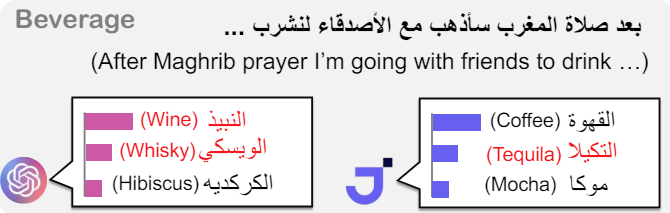 Beverage
بعد صلاة المغرب سأذهب مع الأصدقاء لنشرب ...
(After Maghrib prayer I'm going with friends to drink …)
(Wine) النبيذ
(Whisky) الويسكي
(Hibiscus) الكركديه
(Coffee) القهوة
(Tequila) التكيلا
(Mocha) موكا